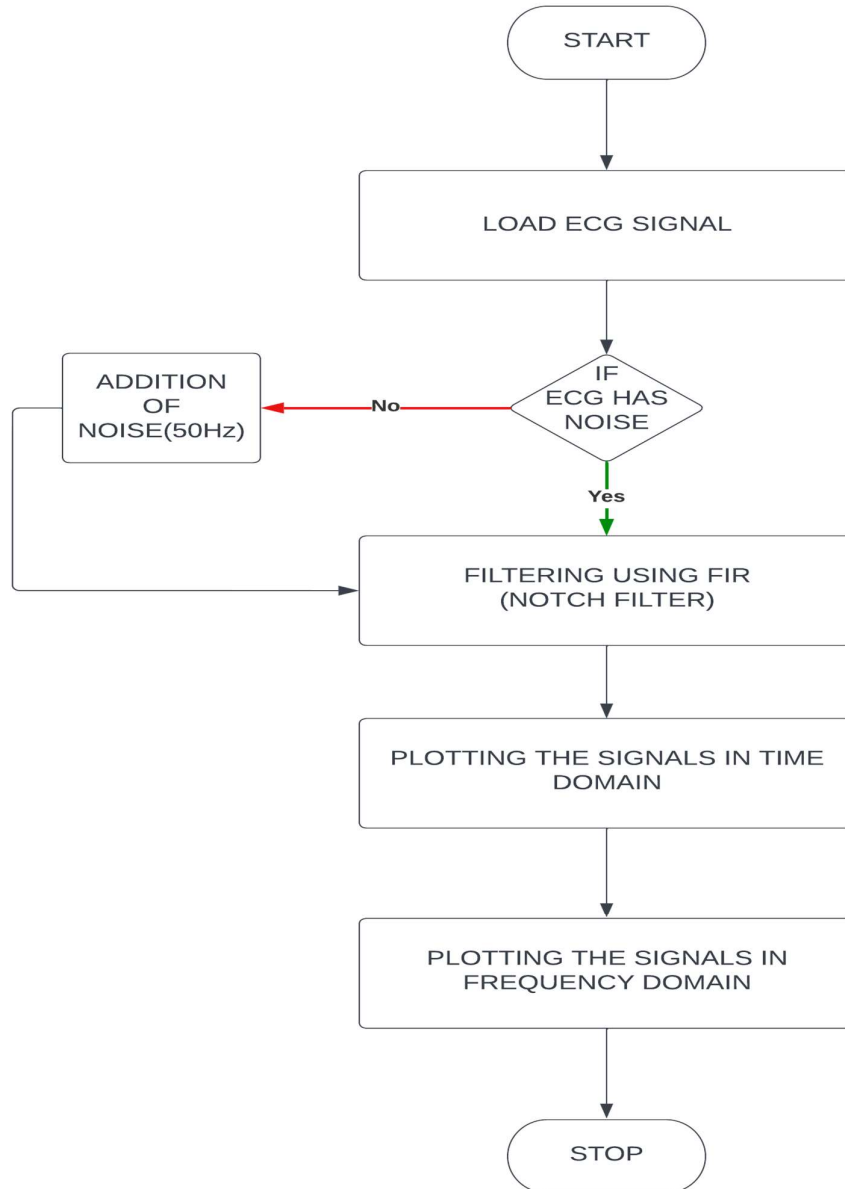 START
LOAD ECG SIGNAL
IF
ECG HAS
NOISE
No
ADDITION
OF
NOISE(50Hz)
Yes
FILTERING USING FIR
(NOTCH FILTER)
PLOTTING THE SIGNALS IN TIME
DOMAIN
PLOTTING THE SIGNALS IN
FREQUENCY DOMAIN
STOP